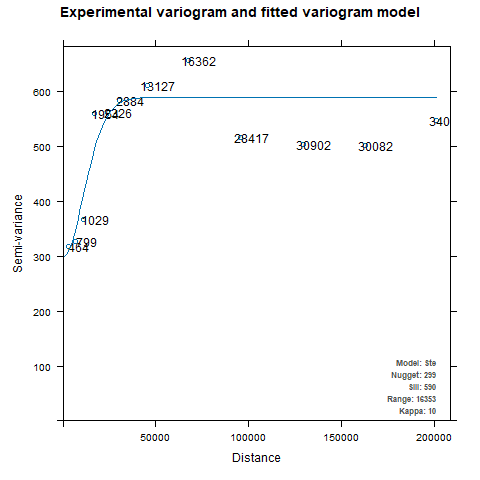 Experimental variogram and fitted variogram model
16362
13127
600
2884
2326
340
500
28417
30902
30082
400
1029
799
464
300
200
100
Semi-variance
Model: Ste
Nugget: 299
Sill: 590
Range: 16353
Kappa: 10
50000 100000 150000 200000
Distance